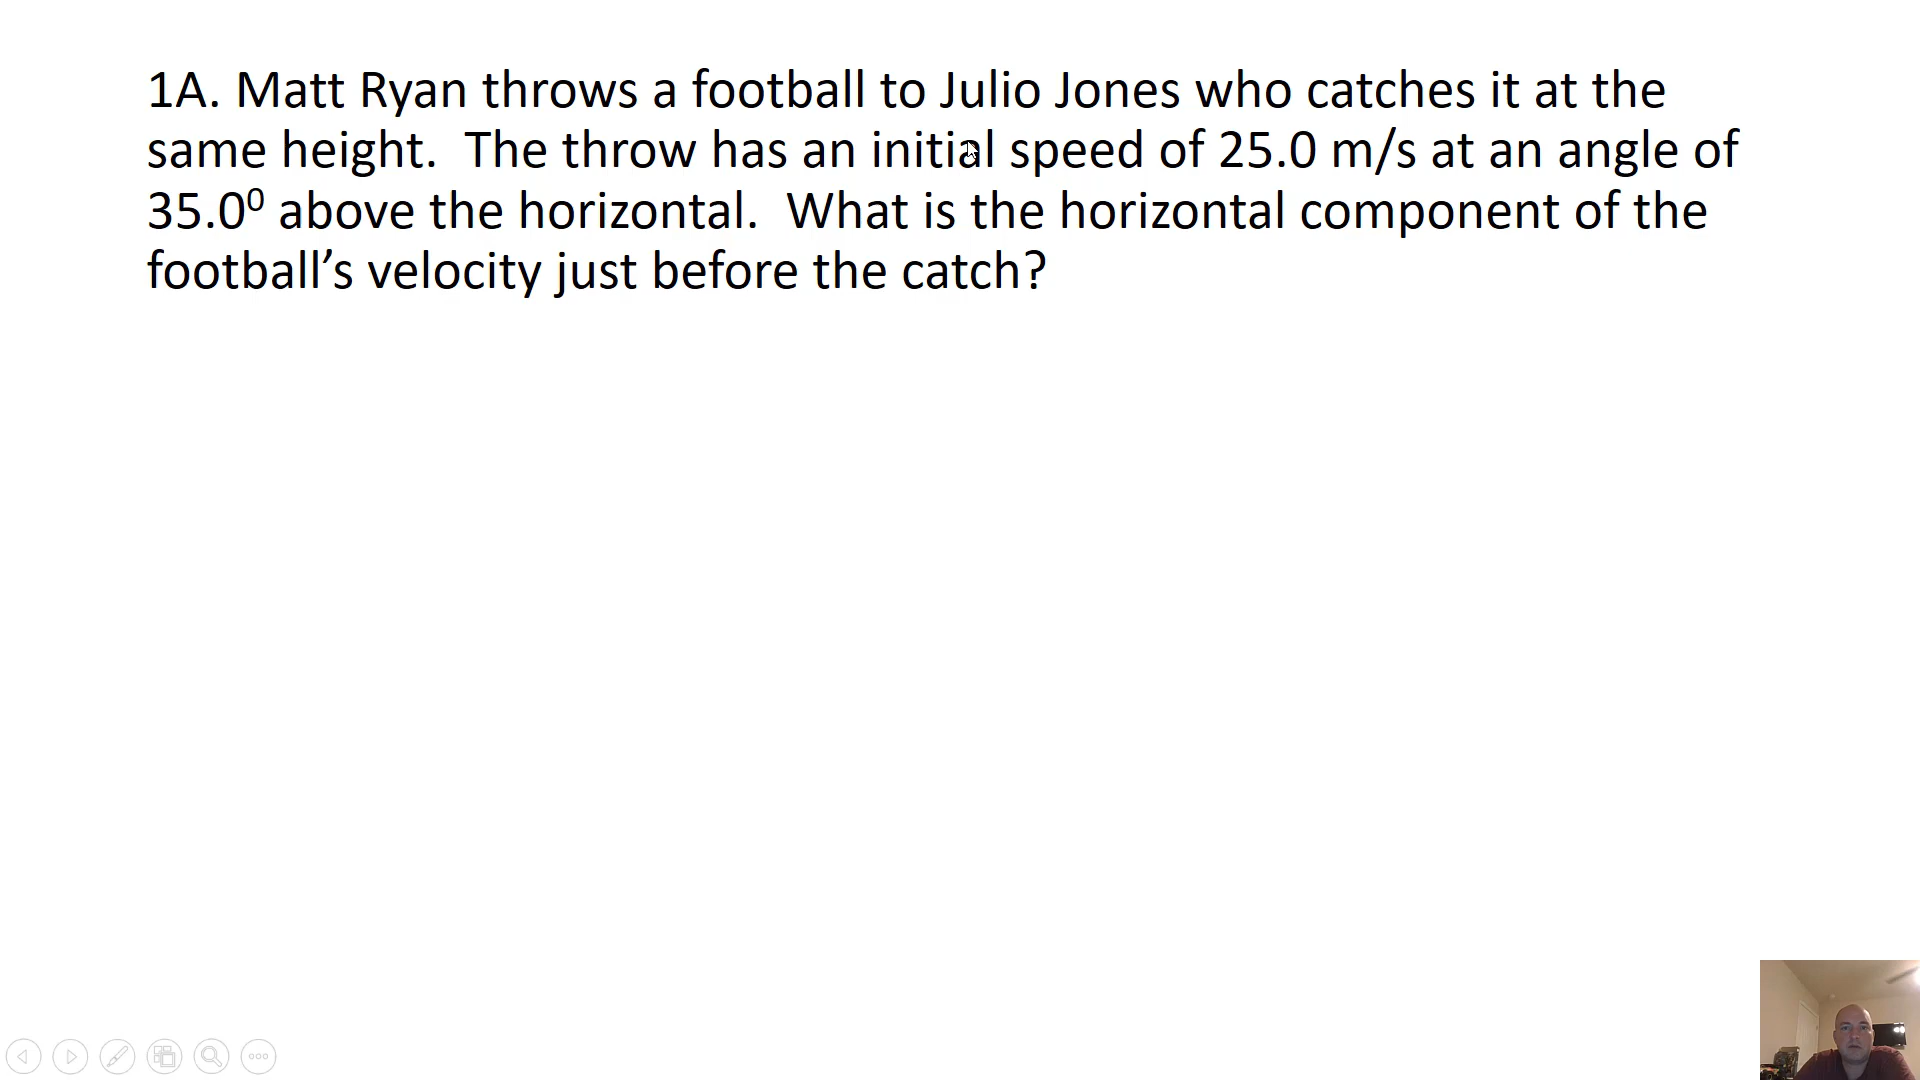 1A. Matt Ryan throws a football to Julio Jones who catches it at the
same height.  The throw has an initial speed of 25.0 m/s at an angle of
35.0⁰ above the horizontal.  What is the horizontal component of the
football’s velocity just before the catch?